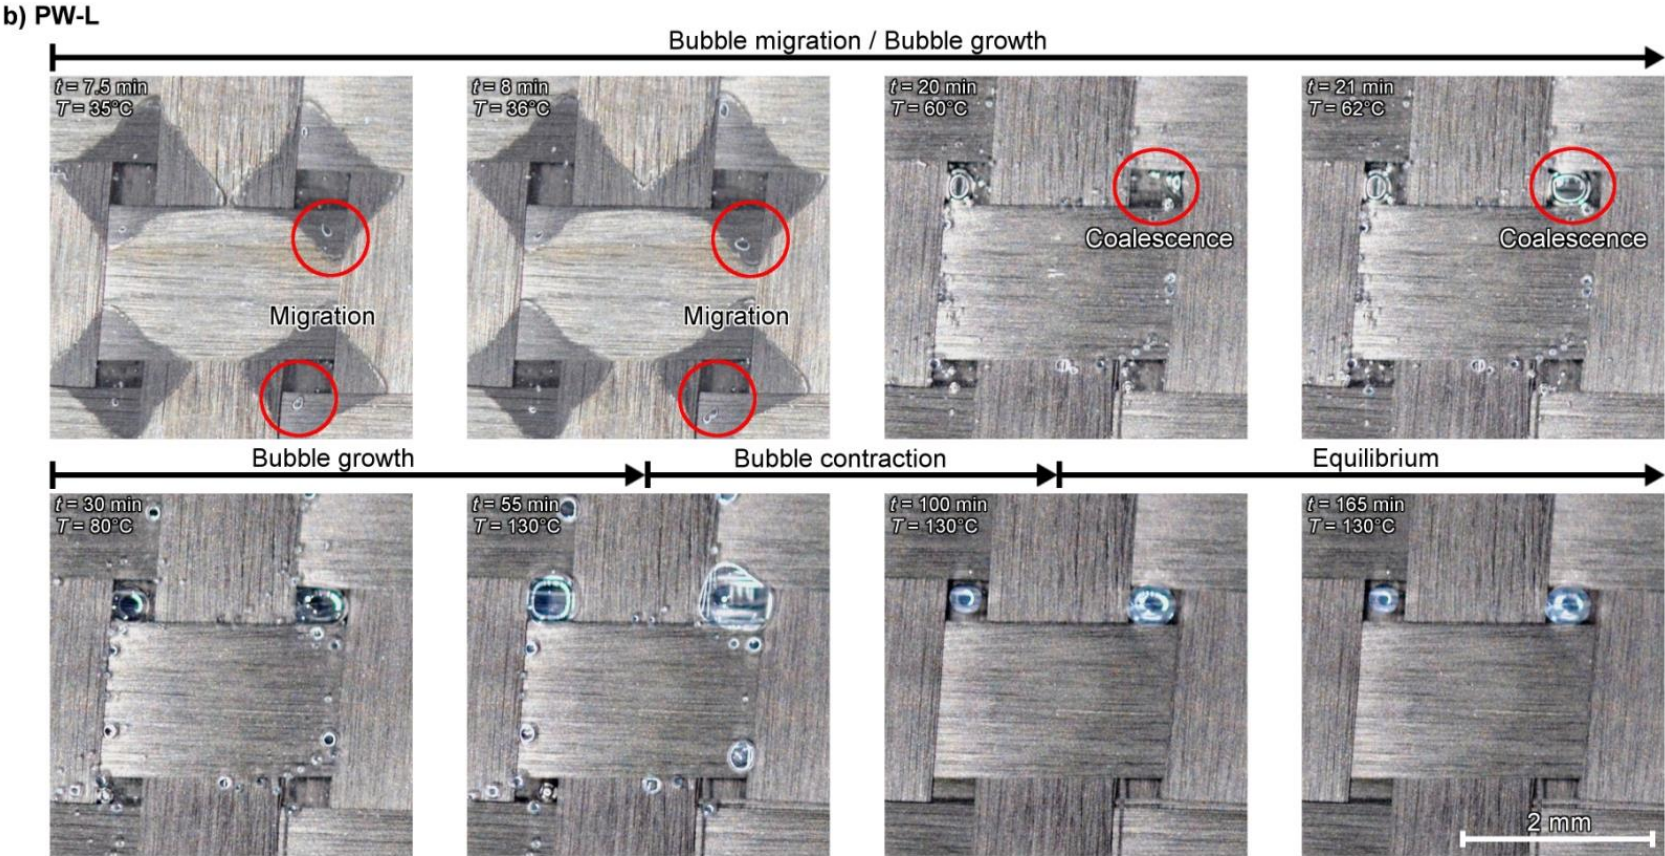 b) PW-L
Bubble migration / Bubble growth
t = 7.5 min
T = 35°C
t = 8 min
T = 36°C
t = 20 min
T = 60°C
t = 21 min
T = 62°C
Coalescence
Coalescence
Migration
Migration
Bubble growth
Bubble contraction
Equilibrium
t = 30 min
T = 80°C
t = 55 min
T = 130°C
t = 100 min
T = 130°C
t = 165 min
T = 130°C
2 mm